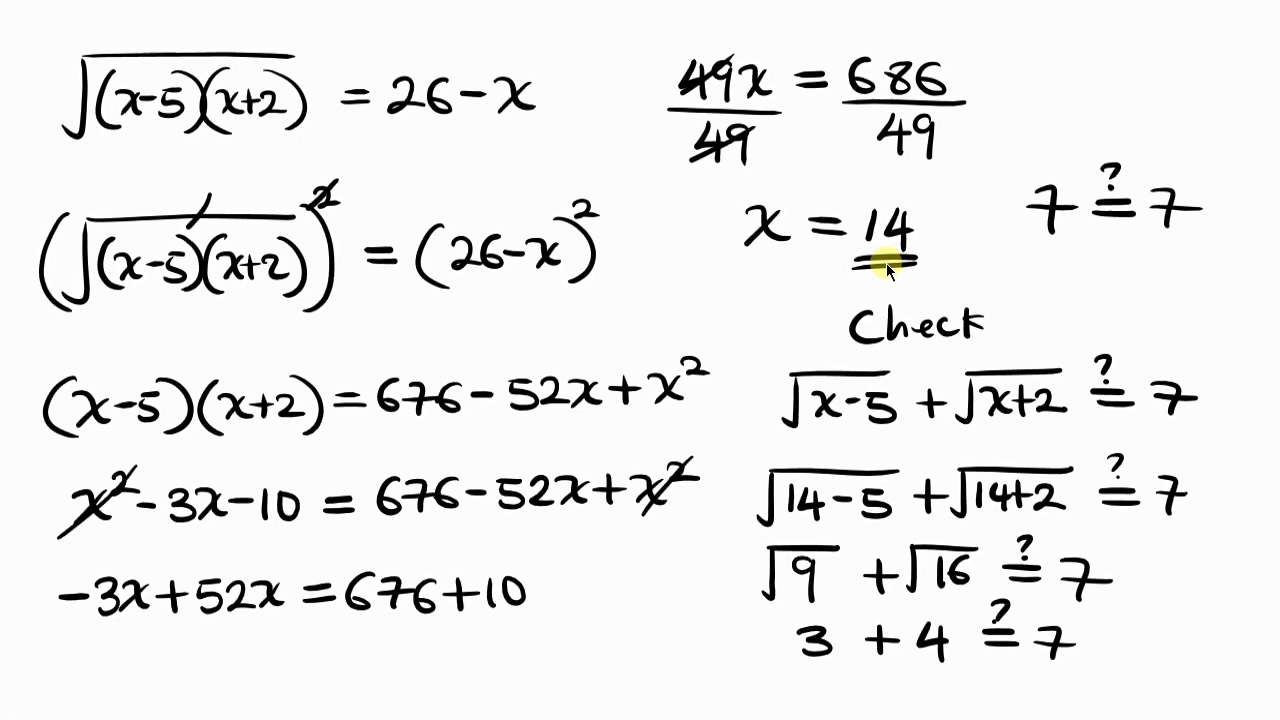 √((x-5)(x+2)) = 26-x
(√((x-5)(x+2)))² = (26-x)²
(x-5)(x+2) = 676-52x+x²
x²-3x-10 = 676-52x+x²
-3x+52x = 676+10
49x/49 = 686/49
x = 14
7 ≟ 7
Check
√(x-5) + √(x+2) ≟ 7
√(14-5) + √(14+2) ≟ 7
√9 + √16 ≟ 7
3 + 4 ≟ 7